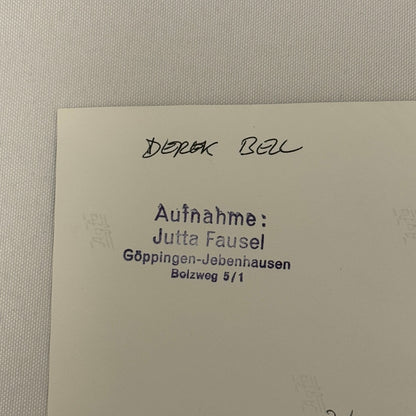 DEREK BELL
Aufnahme:
Jutta Fausel
Göppingen-Jebenhausen
Bolzweg 5/1